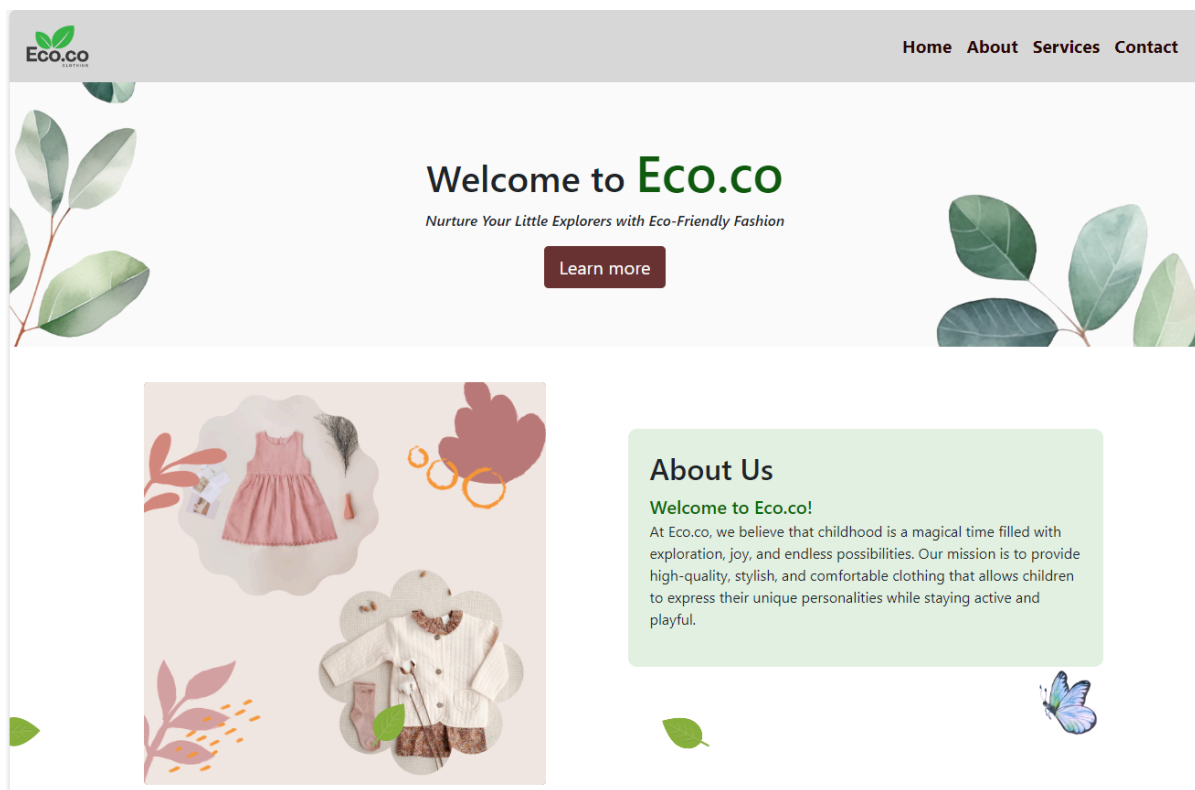 Eco.co
CLOTHING
Home About Services Contact
Welcome to Eco.co
Nurture Your Little Explorers with Eco-Friendly Fashion
Learn more
About Us
Welcome to Eco.co!
At Eco.co, we believe that childhood is a magical time filled with
exploration, joy, and endless possibilities. Our mission is to provide
high-quality, stylish, and comfortable clothing that allows children
to express their unique personalities while staying active and
playful.